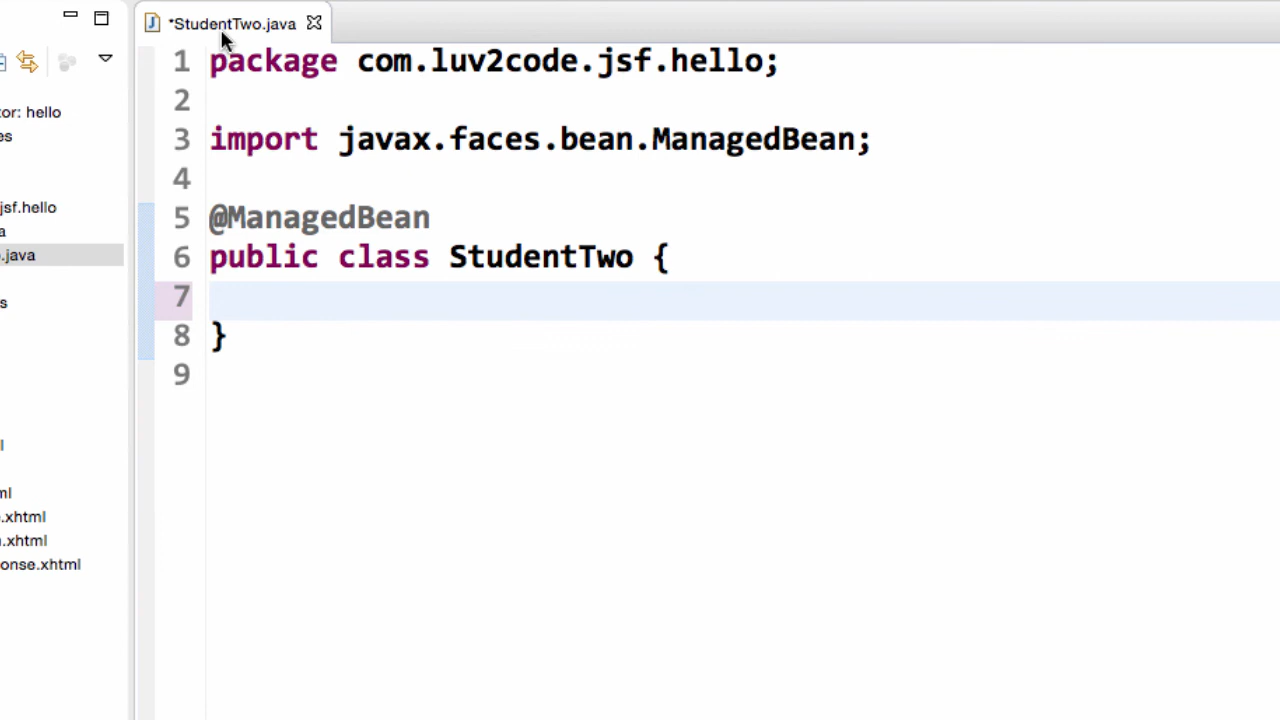 *StudentTwo.java
tor: hello
es
jsf.hello
a
.java
s
l
ml
.xhtml
.xhtml
onse.xhtml
1 package com.luv2code.jsf.hello;
2
3 import javax.faces.bean.ManagedBean;
4
5 @ManagedBean
6 public class StudentTwo {
7
8 }
9